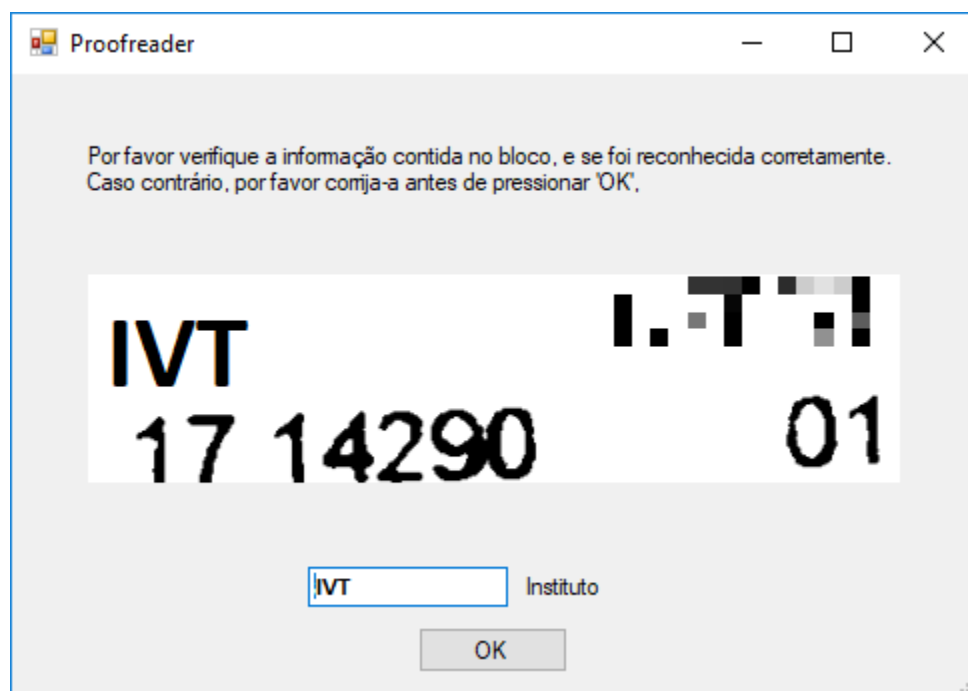 Proofreader
Por favor verifique a informação contida no bloco, e se foi reconhecida corretamente.
Caso contrário, por favor corrija-a antes de pressionar 'OK',
IVT
17 14290 01
IVT Instituto
OK